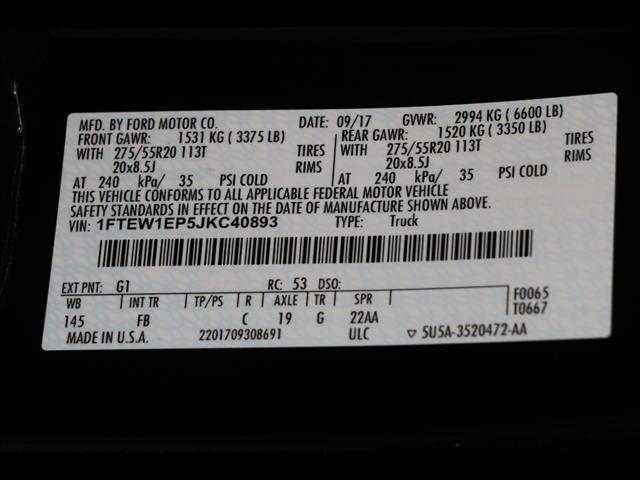 MFD. BY FORD MOTOR CO. DATE: 09/17 GVWR: 2994 KG ( 6600 LB)
FRONT GAWR: 1531 KG ( 3375 LB) REAR GAWR: 1520 KG ( 3350 LB)
WITH 275/55R20 113T TIRES WITH 275/55R20 113T TIRES
20x8.5J RIMS 20x8.5J RIMS
AT 240 kPa/ 35 PSI COLD AT 240 kPa/ 35 PSI COLD
THIS VEHICLE CONFORMS TO ALL APPLICABLE FEDERAL MOTOR VEHICLE
SAFETY STANDARDS IN EFFECT ON THE DATE OF MANUFACTURE SHOWN ABOVE.
VIN: 1FTEW1EP5JKC40893 TYPE: Truck
EXT PNT: G1 RC: 53 DSO:
WB INT TR TP/PS R AXLE TR SPR F0065
145 FB C 19 G 22AA T0667
MADE IN U.S.A. 2201709308691 ULC ▽ 5U5A-3520472-AA